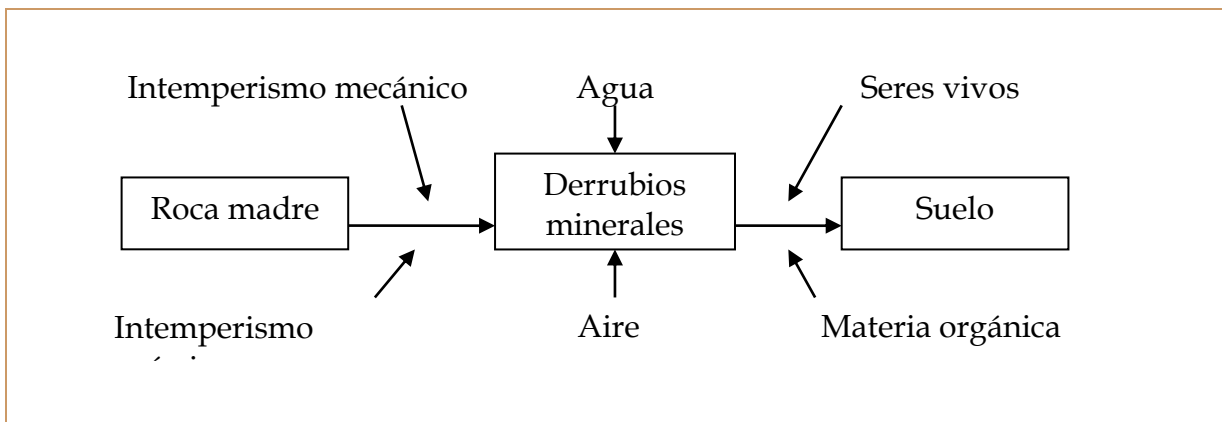 Intemperismo mecánico
Agua
Seres vivos
Roca madre
Derrubios
minerales
Suelo
Intemperismo
Aire
Materia orgánica